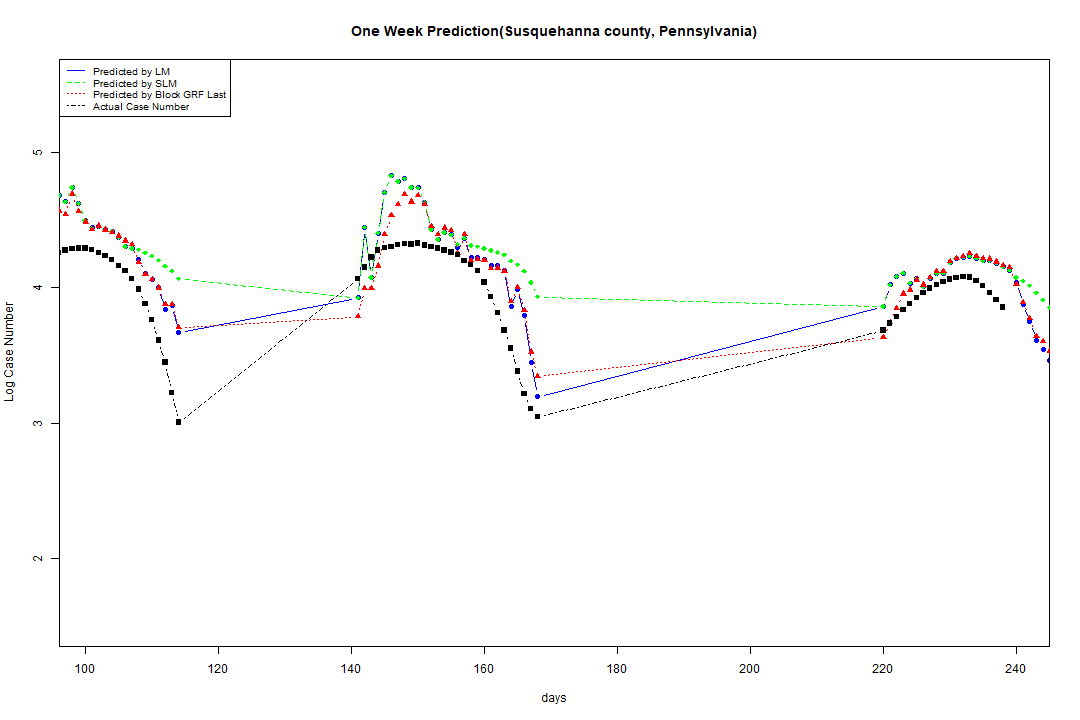 One Week Prediction(Susquehanna county, Pennsylvania)
Predicted by LM
Predicted by SLM
Predicted by Block GRF Last
Actual Case Number
5
4
3
2
Log Case Number
100 120 140 160 180 200 220 240
days